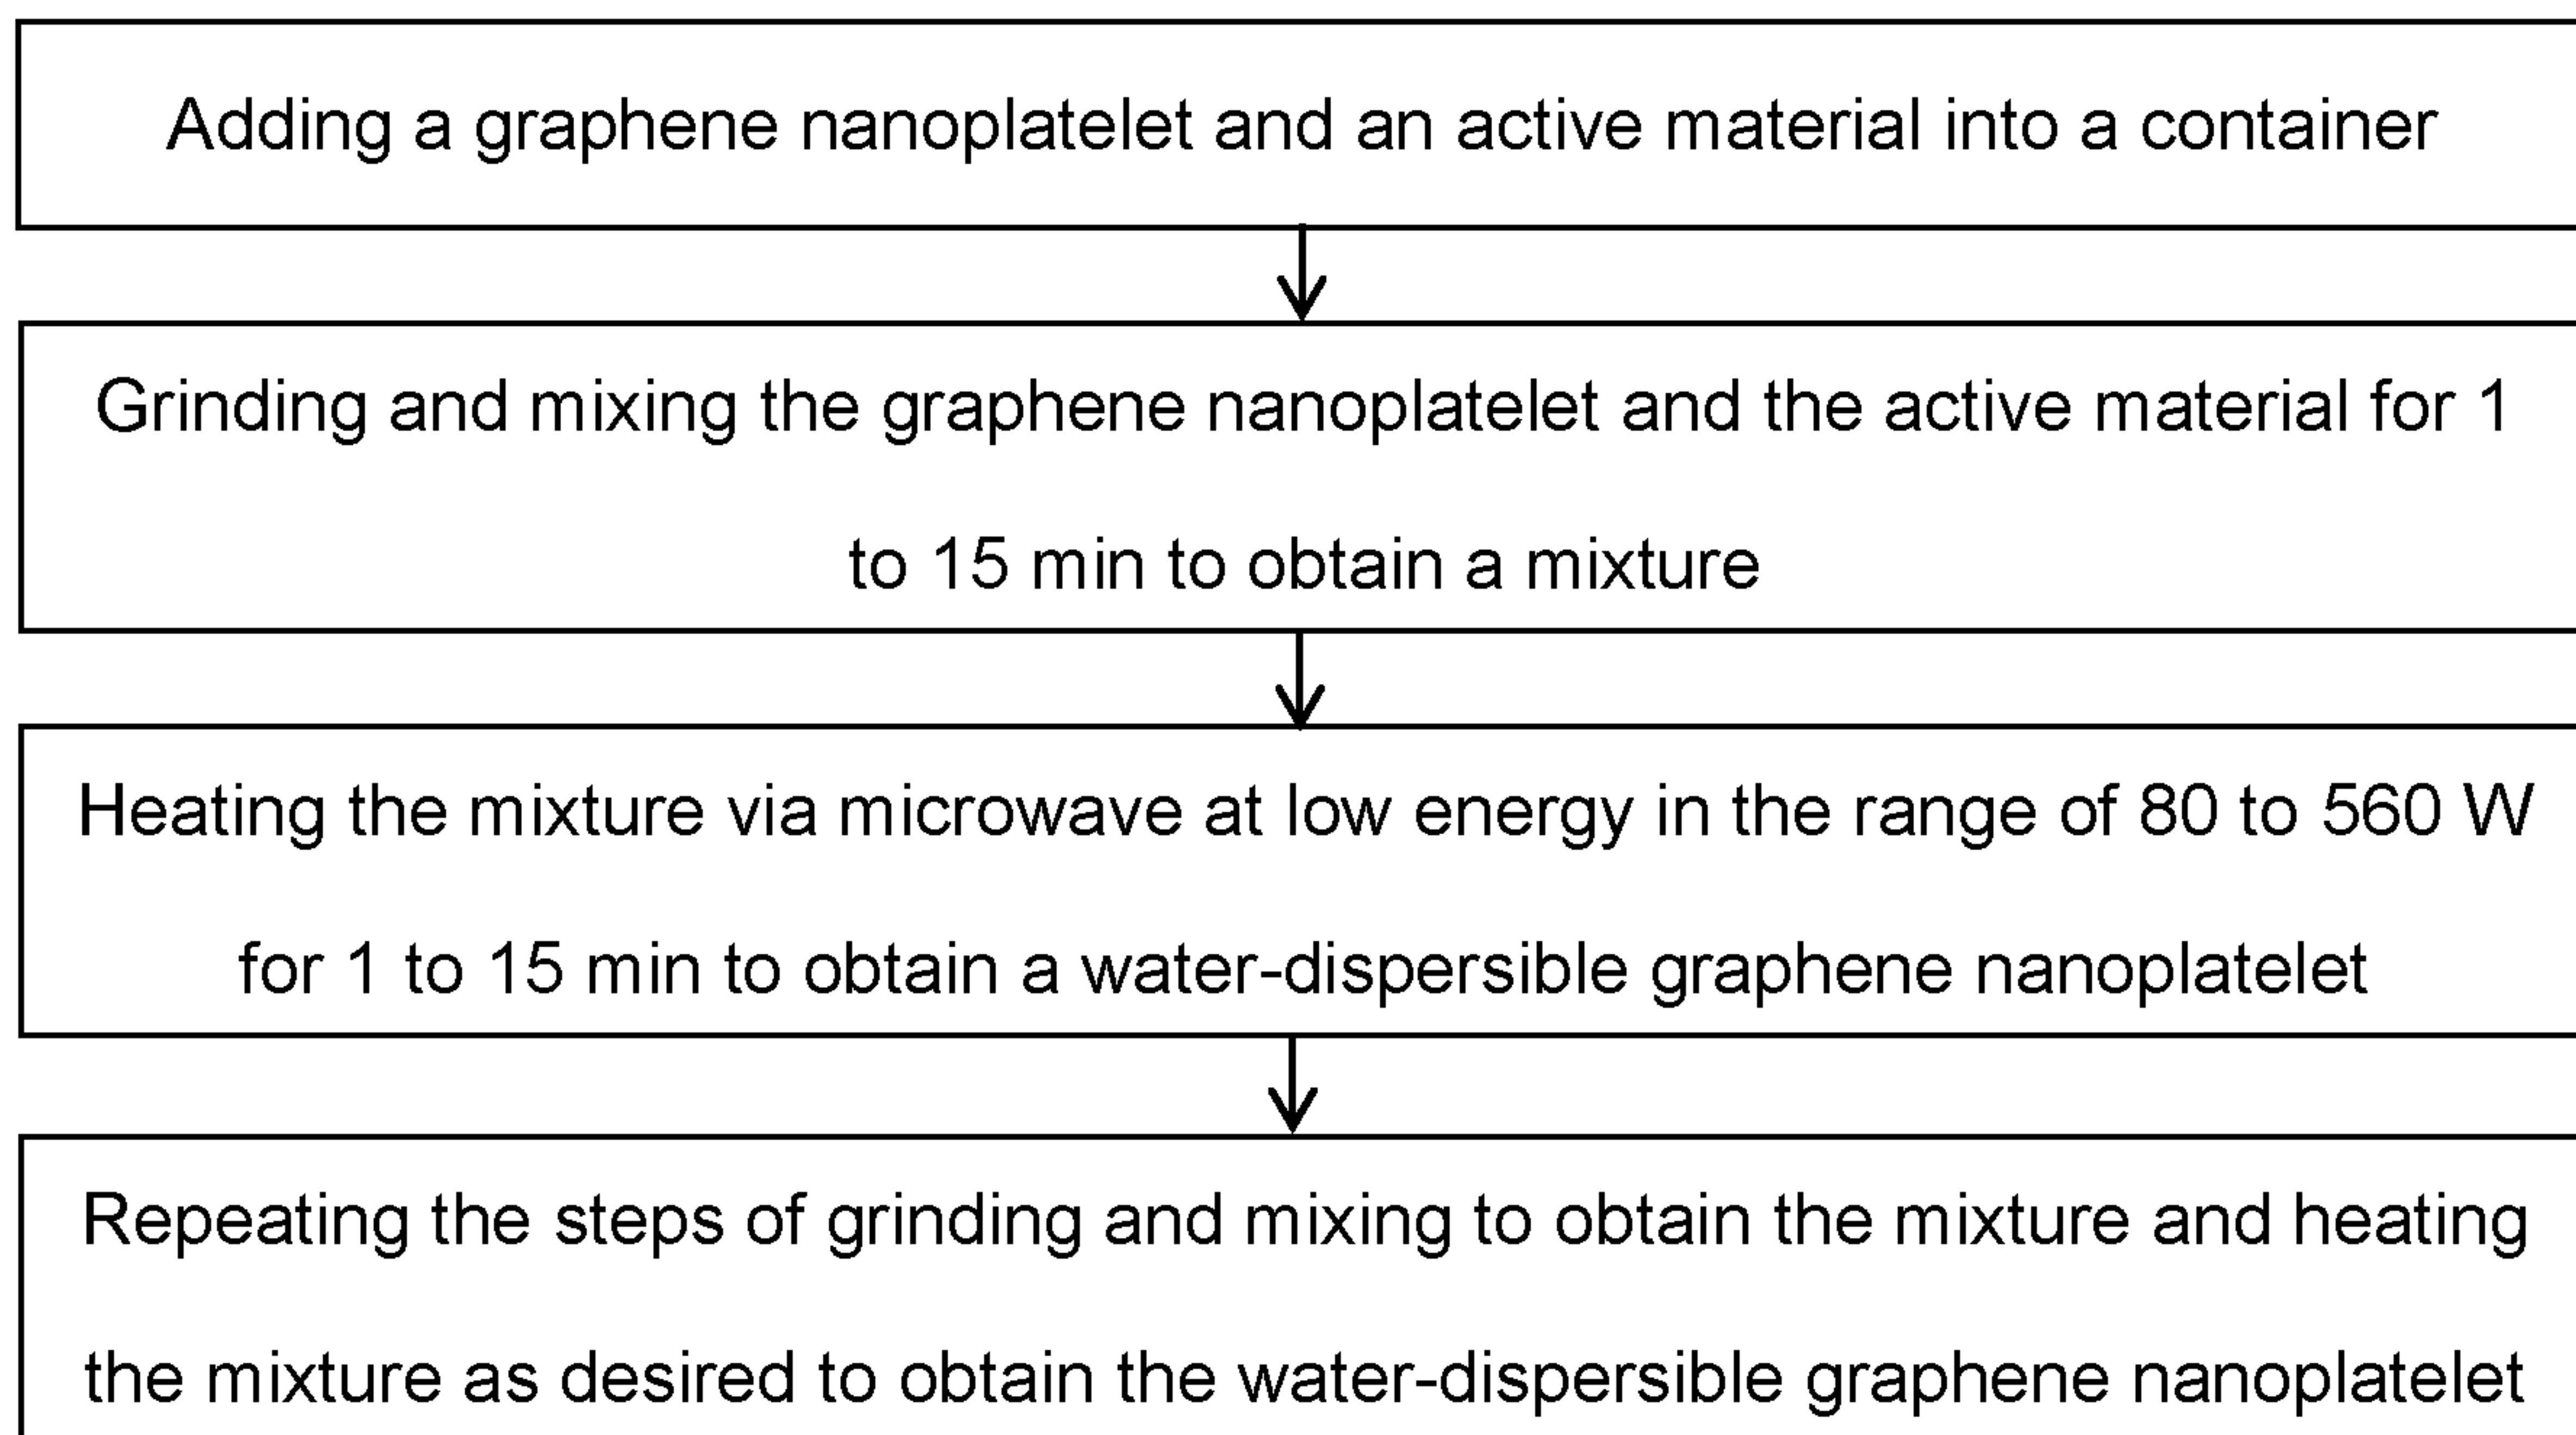 Adding a graphene nanoplatelet and an active material into a container
Grinding and mixing the graphene nanoplatelet and the active material for 1
to 15 min to obtain a mixture
Heating the mixture via microwave at low energy in the range of 80 to 560 W
for 1 to 15 min to obtain a water-dispersible graphene nanoplatelet
Repeating the steps of grinding and mixing to obtain the mixture and heating
the mixture as desired to obtain the water-dispersible graphene nanoplatelet